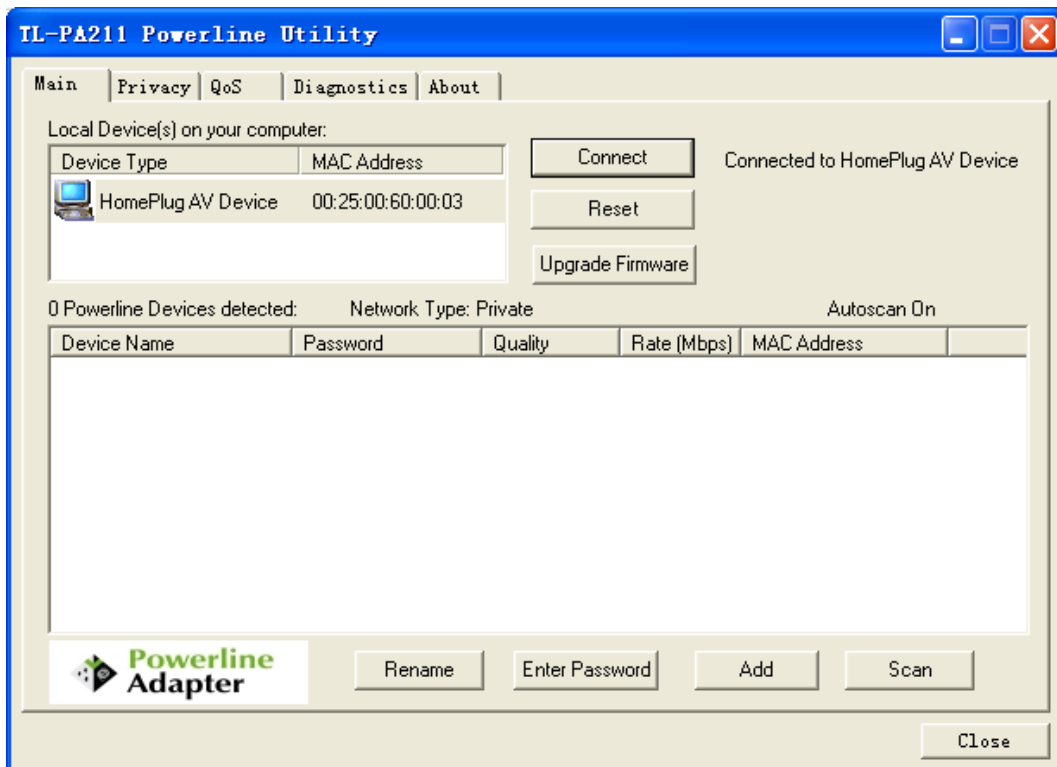 TL-PA211 Powerline Utility
Main Privacy QoS Diagnostics About
Local Device(s) on your computer:
Device Type MAC Address
HomePlug AV Device 00:25:00:60:00:03
Connect
Connected to HomePlug AV Device
Reset
Upgrade Firmware
0 Powerline Devices detected: Network Type: Private Autoscan On
Device Name Password Quality Rate (Mbps) MAC Address
Powerline
Adapter
Rename Enter Password Add Scan
Close